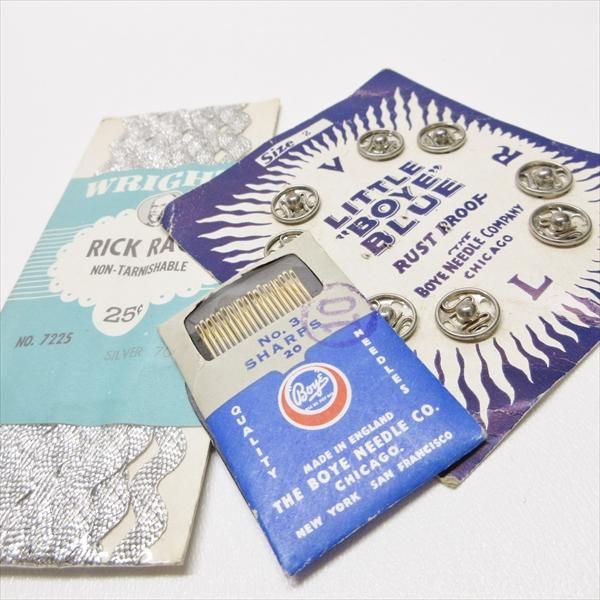 WRIGH
RICK RA
NON-TARNISHABLE
25¢
NO. 7225
SILVER
Size 2
V
R
L
LITTLE
"BOYE"
BLUE
RUST PROOF
THE
BOYE NEEDLE COMPANY
CHICAGO
NO. 3
SHARPS
20
10
QUALITY
NEEDLES
Boye
MADE IN ENGLAND
THE BOYE NEEDLE CO.
CHICAGO.
NEW YORK SAN FRANCISCO